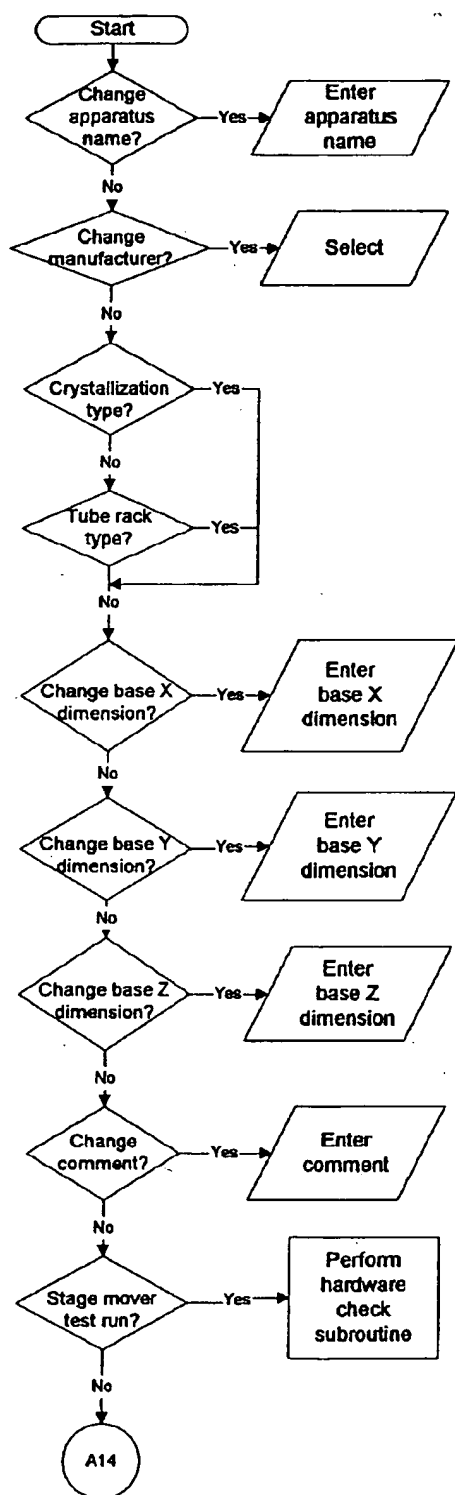 Start
Change
apparatus
name?
Yes
Enter
apparatus
name
No
Change
manufacturer?
Yes
Select
No
Crystallization
type?
Yes
No
Tube rack
type?
Yes
No
Change base X
dimension?
Yes
Enter
base X
dimension
No
Change base Y
dimension?
Yes
Enter
base Y
dimension
No
Change base Z
dimension?
Yes
Enter
base Z
dimension
No
Change
comment?
Yes
Enter
comment
No
Stage mover
test run?
Yes
Perform
hardware
check
subroutine
No
A14